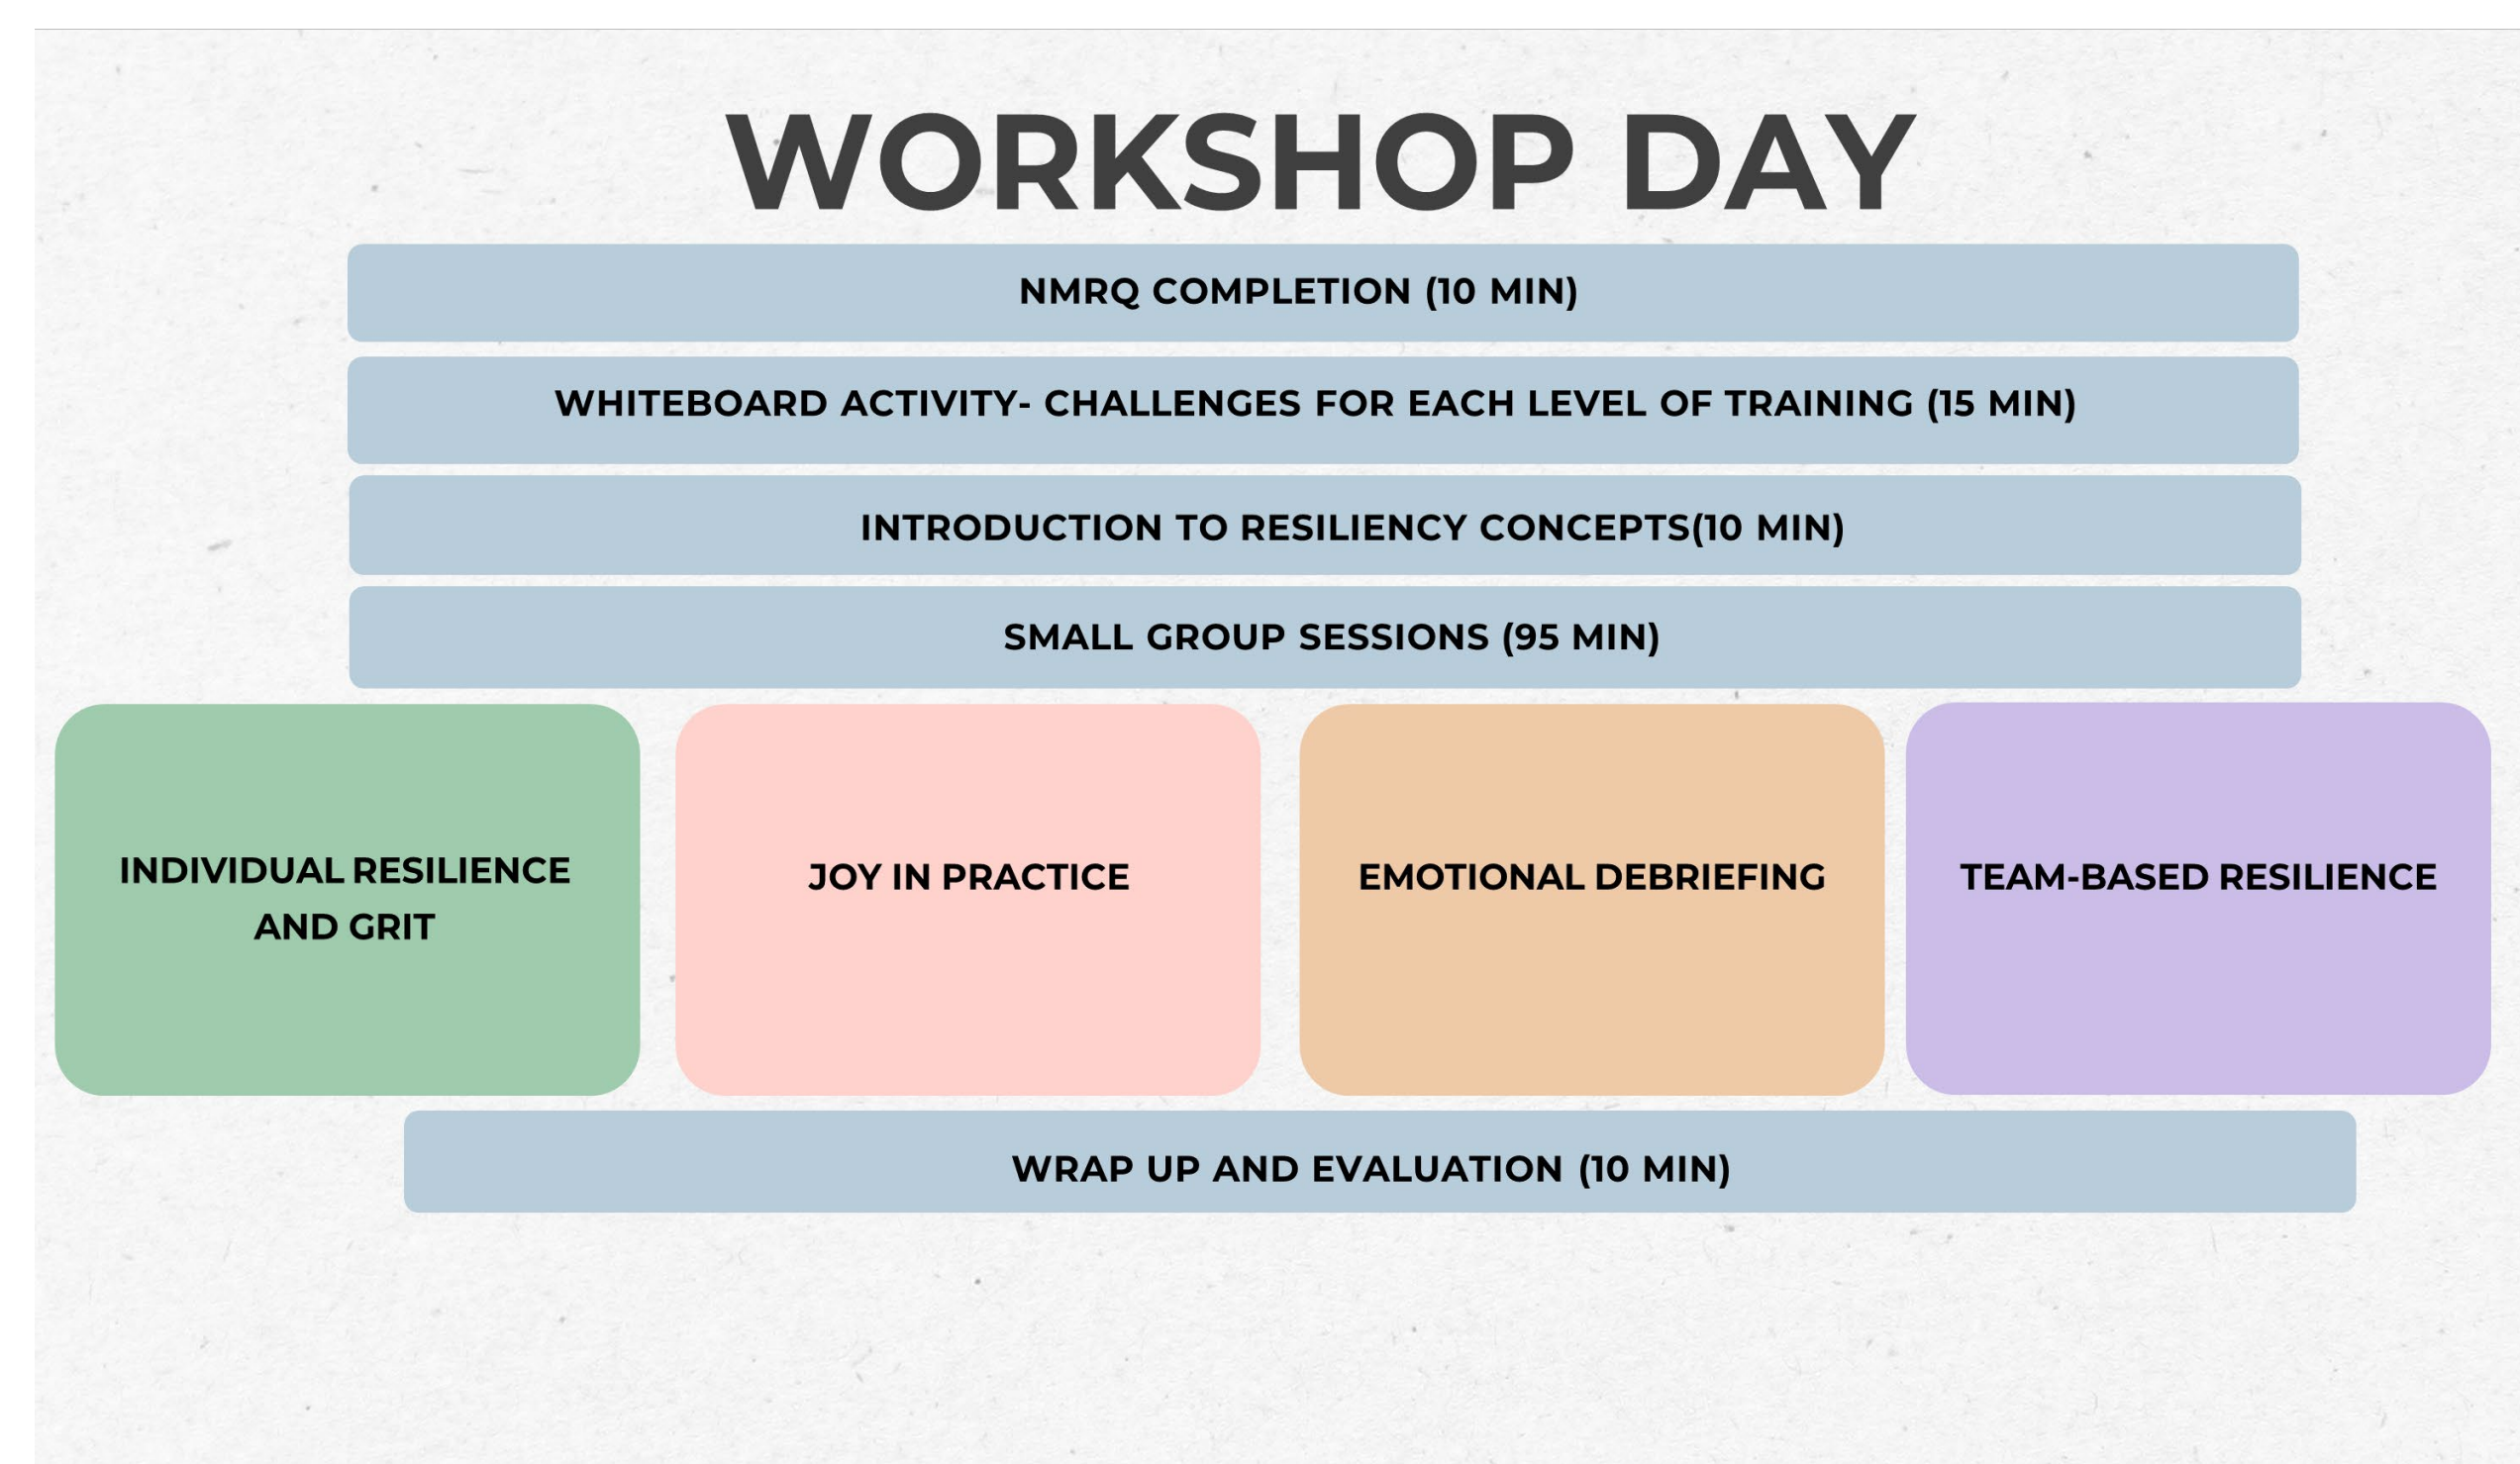 WORKSHOP DAY
NMRQ COMPLETION (10 MIN)
WHITEBOARD ACTIVITY- CHALLENGES FOR EACH LEVEL OF TRAINING (15 MIN)
INTRODUCTION TO RESILIENCY CONCEPTS(10 MIN)
SMALL GROUP SESSIONS (95 MIN)
INDIVIDUAL RESILIENCE
AND GRIT
JOY IN PRACTICE
EMOTIONAL DEBRIEFING
TEAM-BASED RESILIENCE
WRAP UP AND EVALUATION (10 MIN)